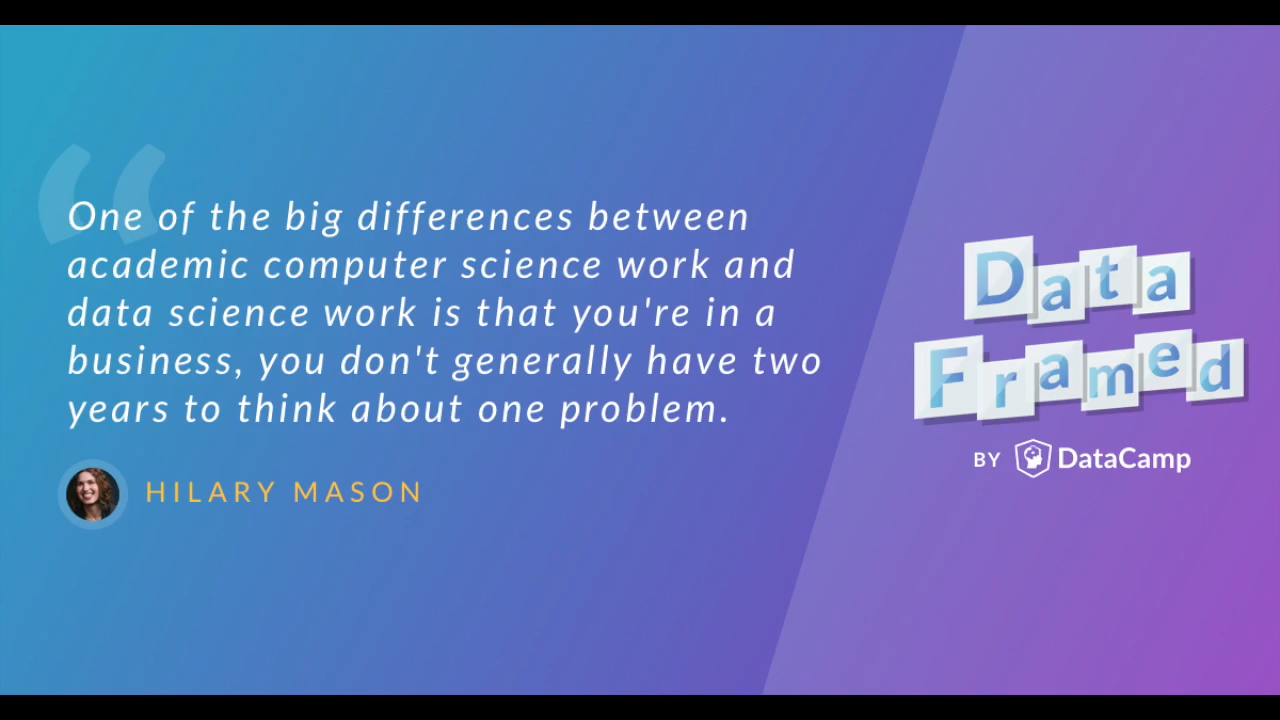 One of the big differences between
academic computer science work and
data science work is that you're in a
business, you don't generally have two
years to think about one problem.
HILARY MASON
Data
Framed
BY DataCamp